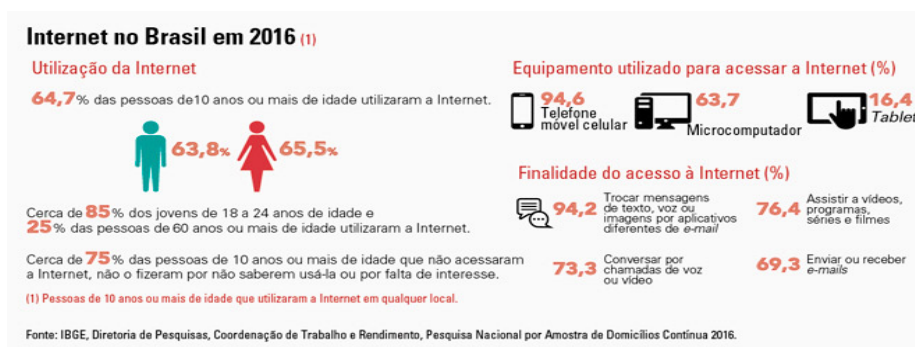 Internet no Brasil em 2016 (1)
Utilização da Internet
64,7% das pessoas de10 anos ou mais de idade utilizaram a Internet.
63,8%
65,5%
Cerca de 85% dos jovens de 18 a 24 anos de idade e
25% das pessoas de 60 anos ou mais de idade utilizaram a Internet.
Cerca de 75% das pessoas de 10 anos ou mais de idade que não acessaram
a Internet, não o fizeram por não saberem usá-la ou por falta de interesse.
(1) Pessoas de 10 anos ou mais de idade que utilizaram a Internet em qualquer local.
Equipamento utilizado para acessar a Internet (%)
94,6
Telefone
móvel celular
63,7
Microcomputador
16,4
Tablet
Finalidade do acesso à Internet (%)
94,2
Trocar mensagens
de texto, voz ou
imagens por aplicativos
diferentes de e-mail
76,4
Assistir a vídeos,
programas,
séries e filmes
73,3
Conversar por
chamadas de voz
ou vídeo
69,3
Enviar ou receber
e-mails
Fonte: IBGE, Diretoria de Pesquisas, Coordenação de Trabalho e Rendimento, Pesquisa Nacional por Amostra de Domicílios Contínua 2016.